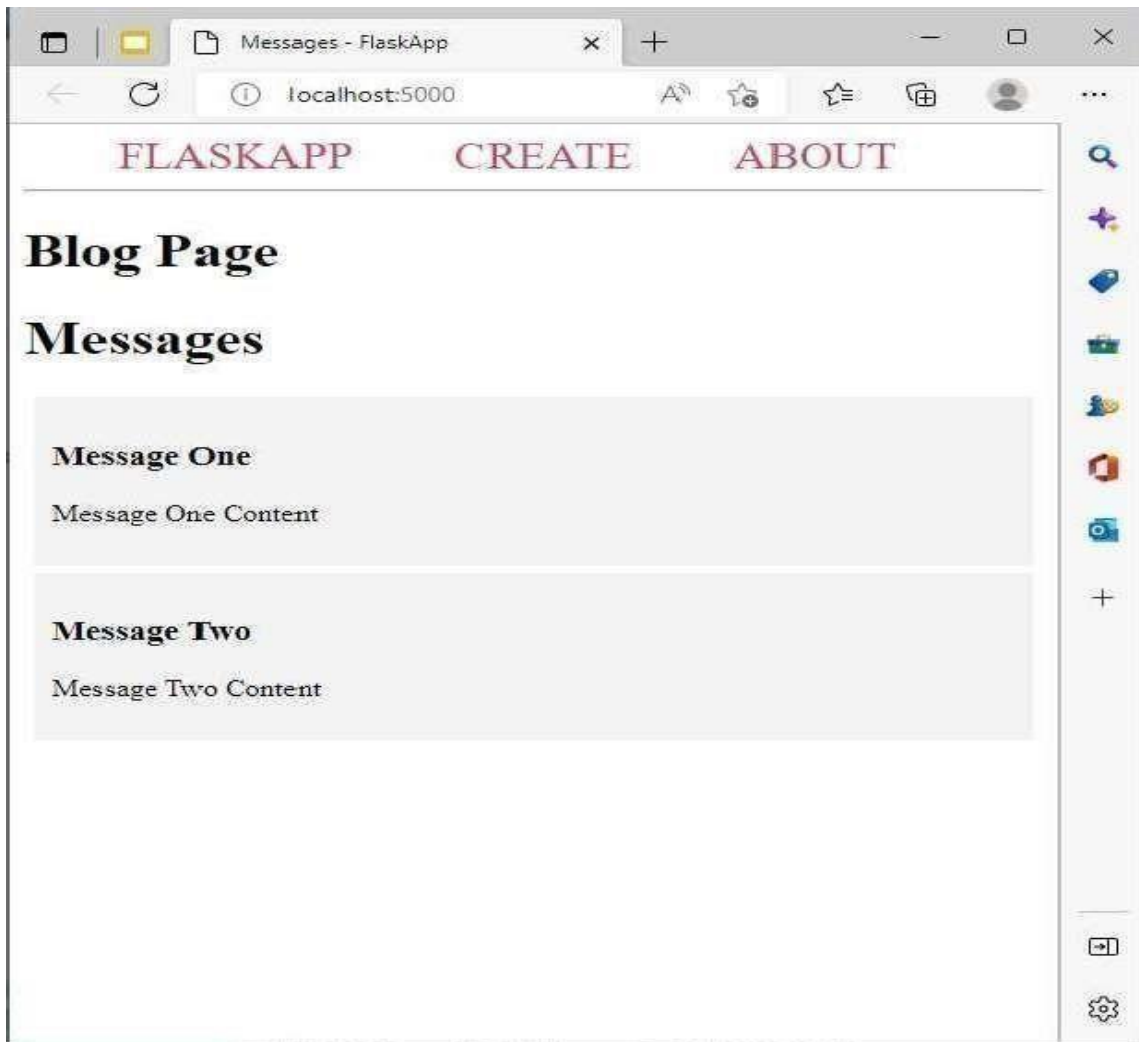 Messages - FlaskApp
localhost:5000
FLASKAPP CREATE ABOUT
Blog Page
Messages
Message One
Message One Content
Message Two
Message Two Content